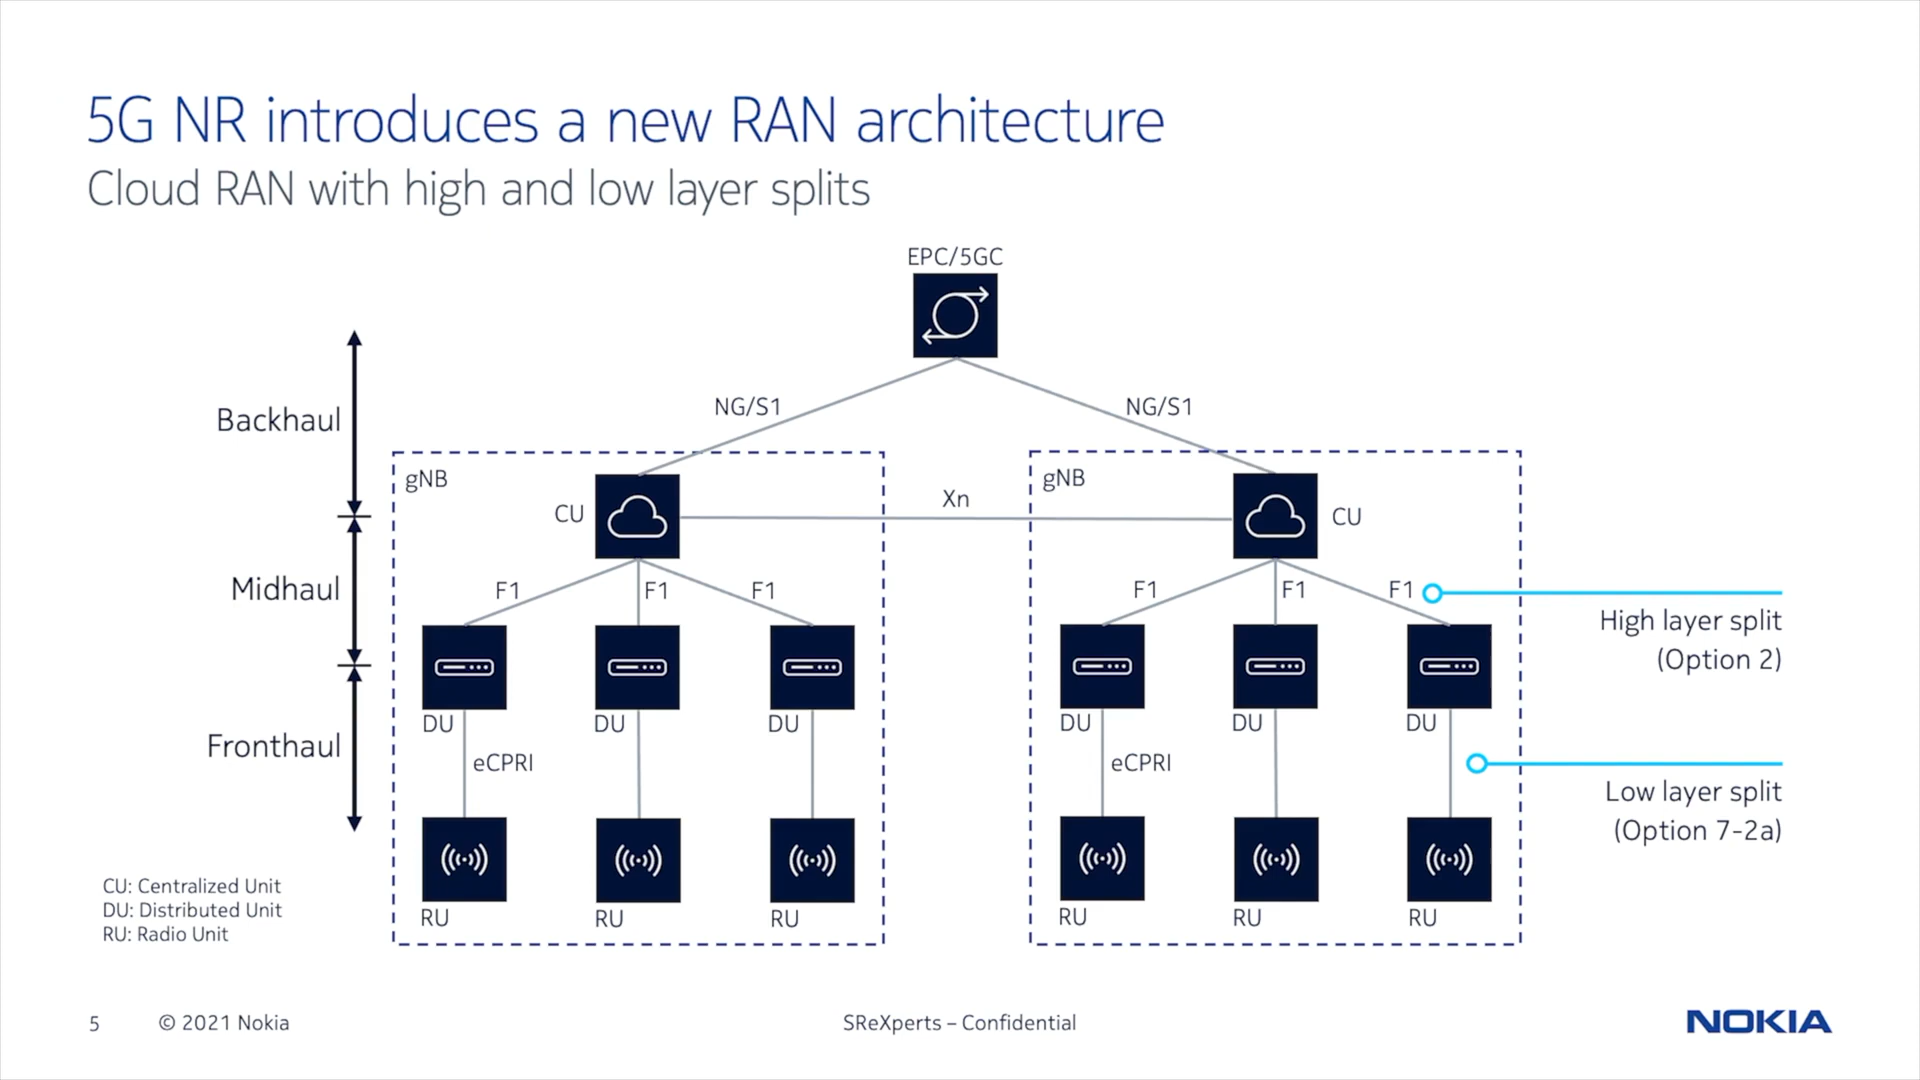 5G NR introduces a new RAN architecture
Cloud RAN with high and low layer splits
EPC/5GC
NG/S1
NG/S1
Backhaul
gNB
gNB
CU
Xn
CU
Midhaul
F1
F1
F1
F1
F1
F1
High layer split
(Option 2)
DU
DU
DU
DU
DU
DU
Fronthaul
eCPRI
eCPRI
Low layer split
(Option 7-2a)
CU: Centralized Unit
DU: Distributed Unit
RU: Radio Unit
RU
RU
RU
RU
RU
RU
5
© 2021 Nokia
SReXperts – Confidential
NOKIA